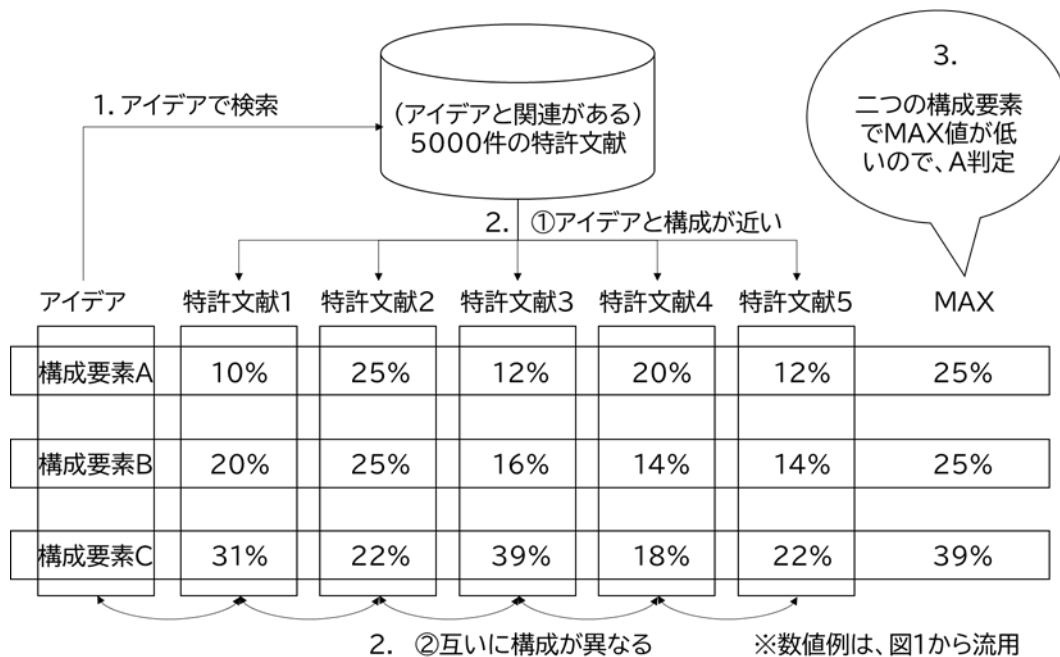 1. アイデアで検索
(アイデアと関連がある)
5000件の特許文献
3.
二つの構成要素
でMAX値が低
いので、A判定
2. ①アイデアと構成が近い
アイデア 特許文献1 特許文献2 特許文献3 特許文献4 特許文献5 MAX
構成要素A 10% 25% 12% 20% 12% 25%
構成要素B 20% 25% 16% 14% 14% 25%
構成要素C 31% 22% 39% 18% 22% 39%
2. ②互いに構成が異なる ※数値例は、図1から流用